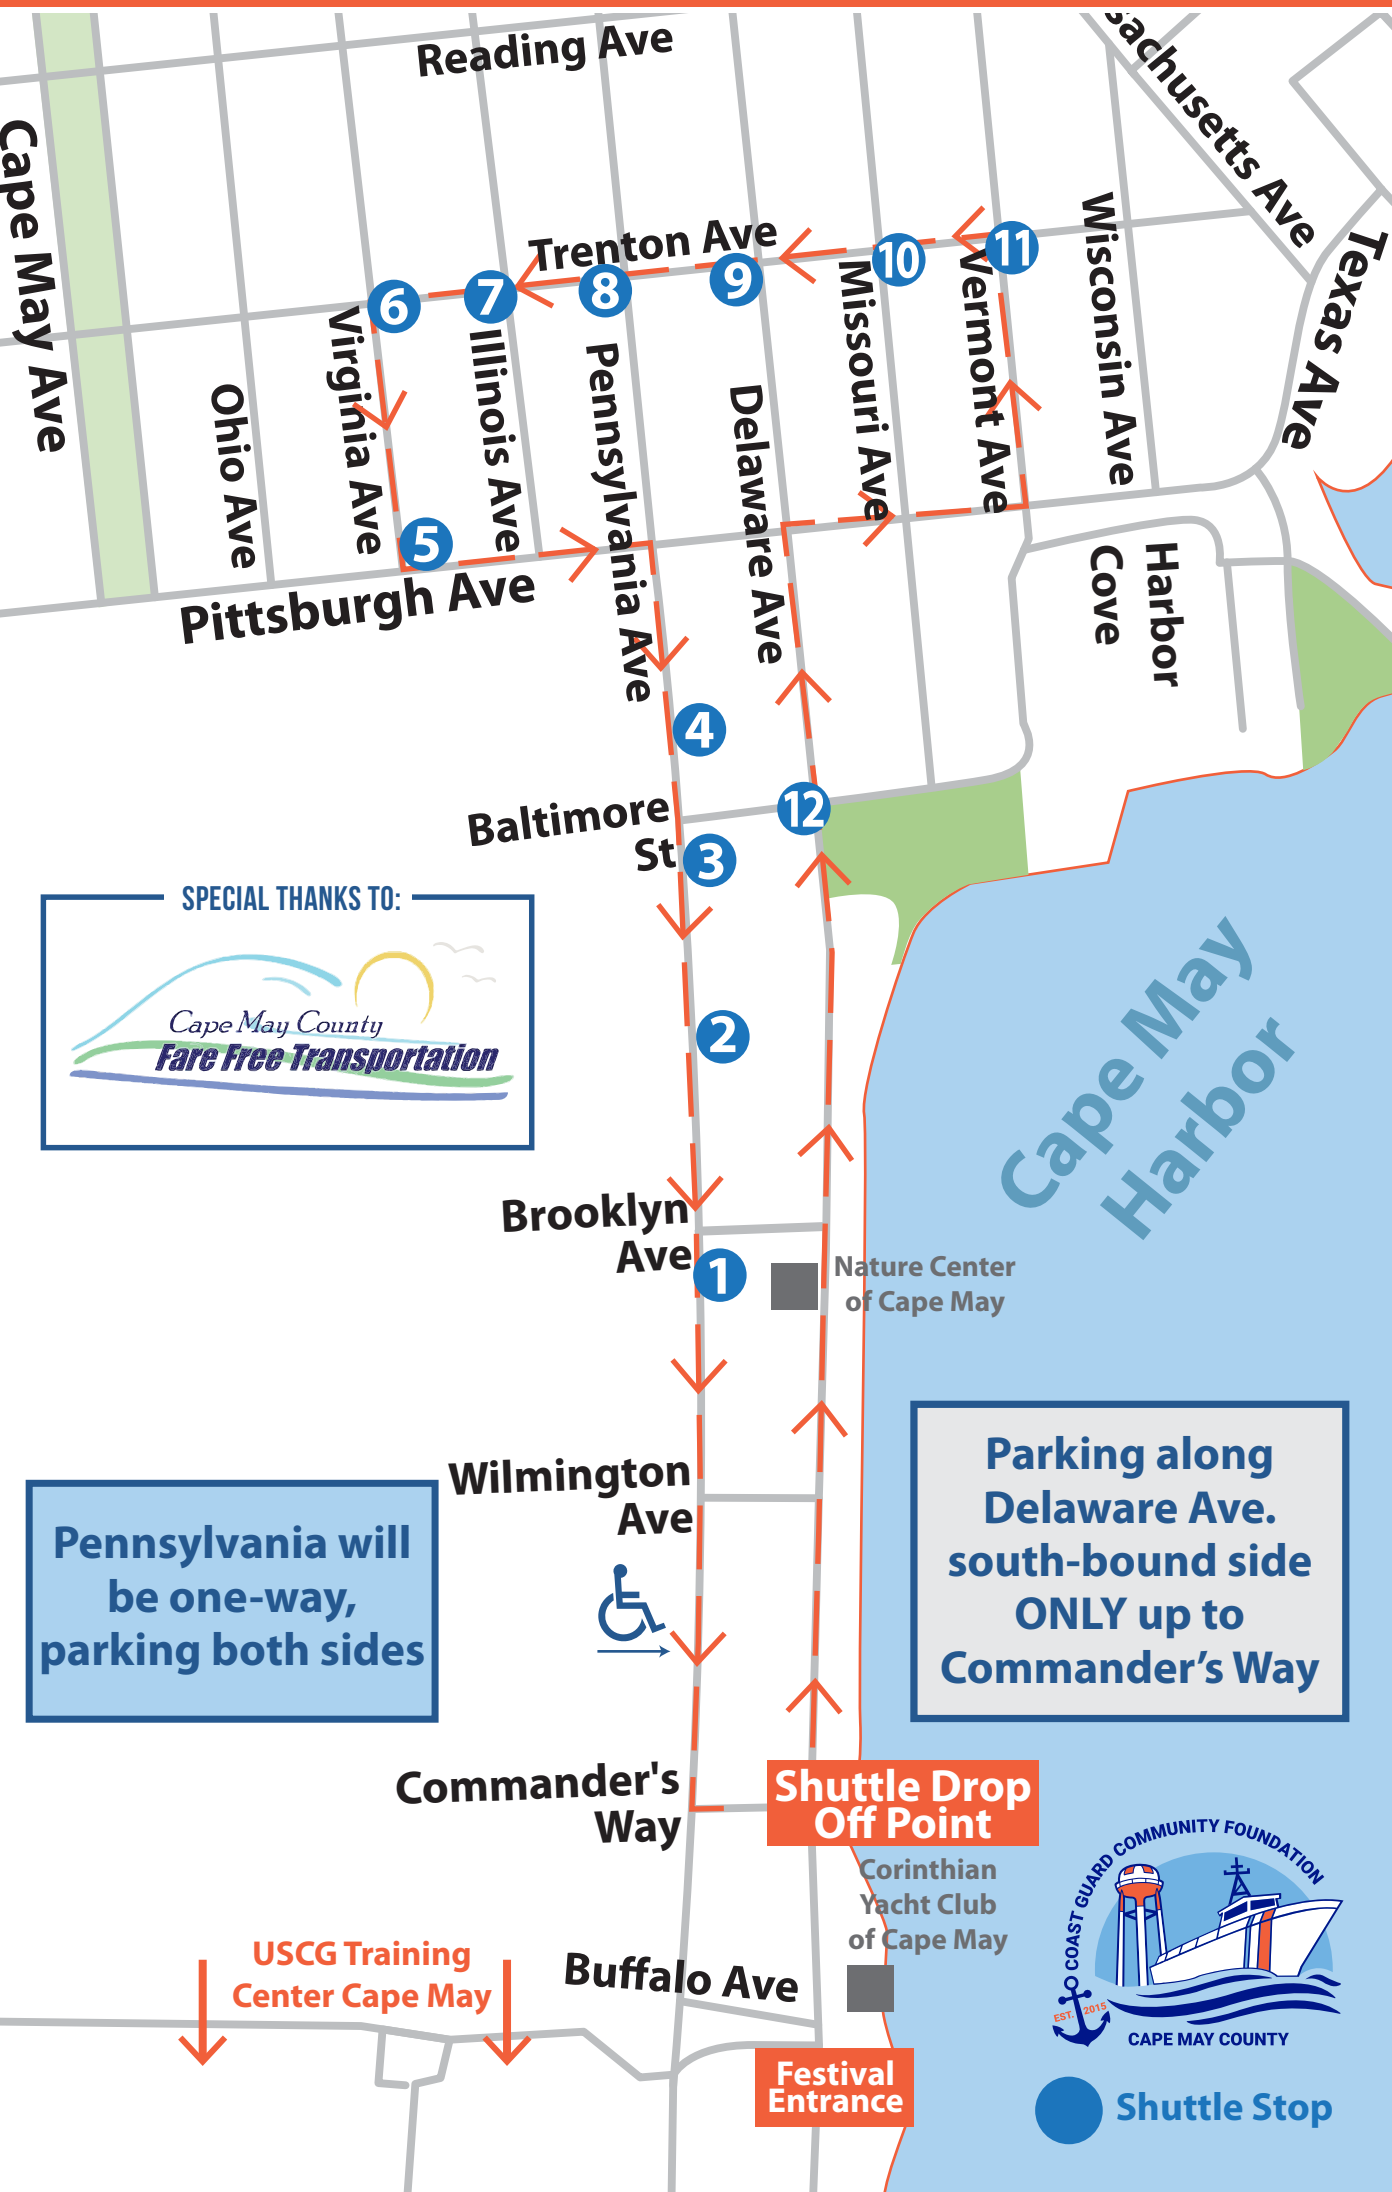 Reading Ave
sachusetts Ave
Cape May Ave
Trenton Ave
Wisconsin Ave
Texas Ave
11
10
9
8
7
6
Virginia Ave
Illinois Ave
Pennsylvania Ave
Missouri Ave
Vermont Ave
Ohio Ave
Delaware Ave
5
Pittsburgh Ave
Harbor
Cove
4
Baltimore
St
12
3
SPECIAL THANKS TO:
Cape May County
Fare Free Transportation
2
Cape May
Harbor
Brooklyn
Ave
1
Nature Center
of Cape May
Parking along
Delaware Ave.
south-bound side
ONLY up to
Commander's Way
Wilmington
Ave
Pennsylvania will
be one-way,
parking both sides
Commander's
Way
Shuttle Drop
Off Point
Corinthian
Yacht Club
of Cape May
COAST GUARD COMMUNITY FOUNDATION
EST. 2015
CAPE MAY COUNTY
USCG Training
Center Cape May
Buffalo Ave
Festival
Entrance
Shuttle Stop